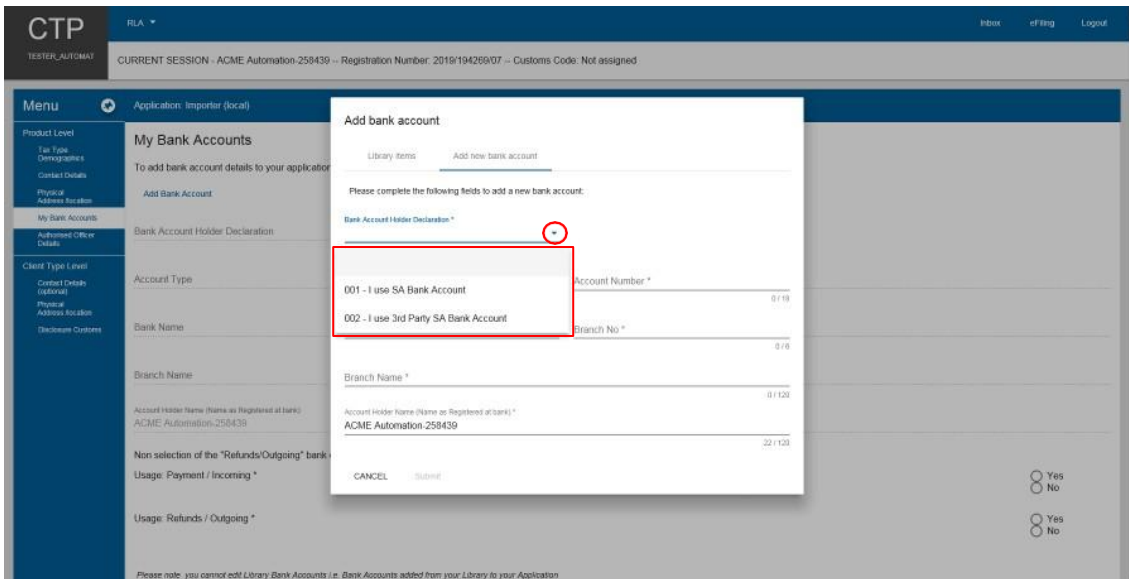 CTP
TESTER_AUTOMAT
RLA
Inbox
eFiling
Logout
CURRENT SESSION - ACME Automation-258439 -- Registration Number: 2019/194269/07 -- Customs Code: Not assigned
Menu
Product Level
Tax Type
Demographics
Contact Details
Physical
Address /location
My Bank Accounts
Authorised Officer
Details
Client Type Level
Contact Details
(optional)
Physical
Address /location
Disclosure Customs
Application: Importer (local)
My Bank Accounts
To add bank account details to your application
Add Bank Account
Bank Account Holder Declaration
Account Type
Bank Name
Branch Name
Account Holder Name (Name as Registered at bank)
ACME Automation-258439
Non selection of the "Refunds/Outgoing" bank
Usage: Payment / Incoming *
Yes
No
Usage: Refunds / Outgoing *
Yes
No
Please note, you cannot edit Library Bank Accounts i.e. Bank Accounts added from your Library to your Application
Add bank account
Library Items
Add new bank account
Please complete the following fields to add a new bank account:
Bank Account Holder Declaration *
001 - I use SA Bank Account
002 - I use 3rd Party SA Bank Account
Account Number *
0 / 19
Branch No *
0 / 6
Branch Name *
0 / 120
Account Holder Name (Name as Registered at bank) *
ACME Automation-258439
22 / 120
CANCEL
Submit